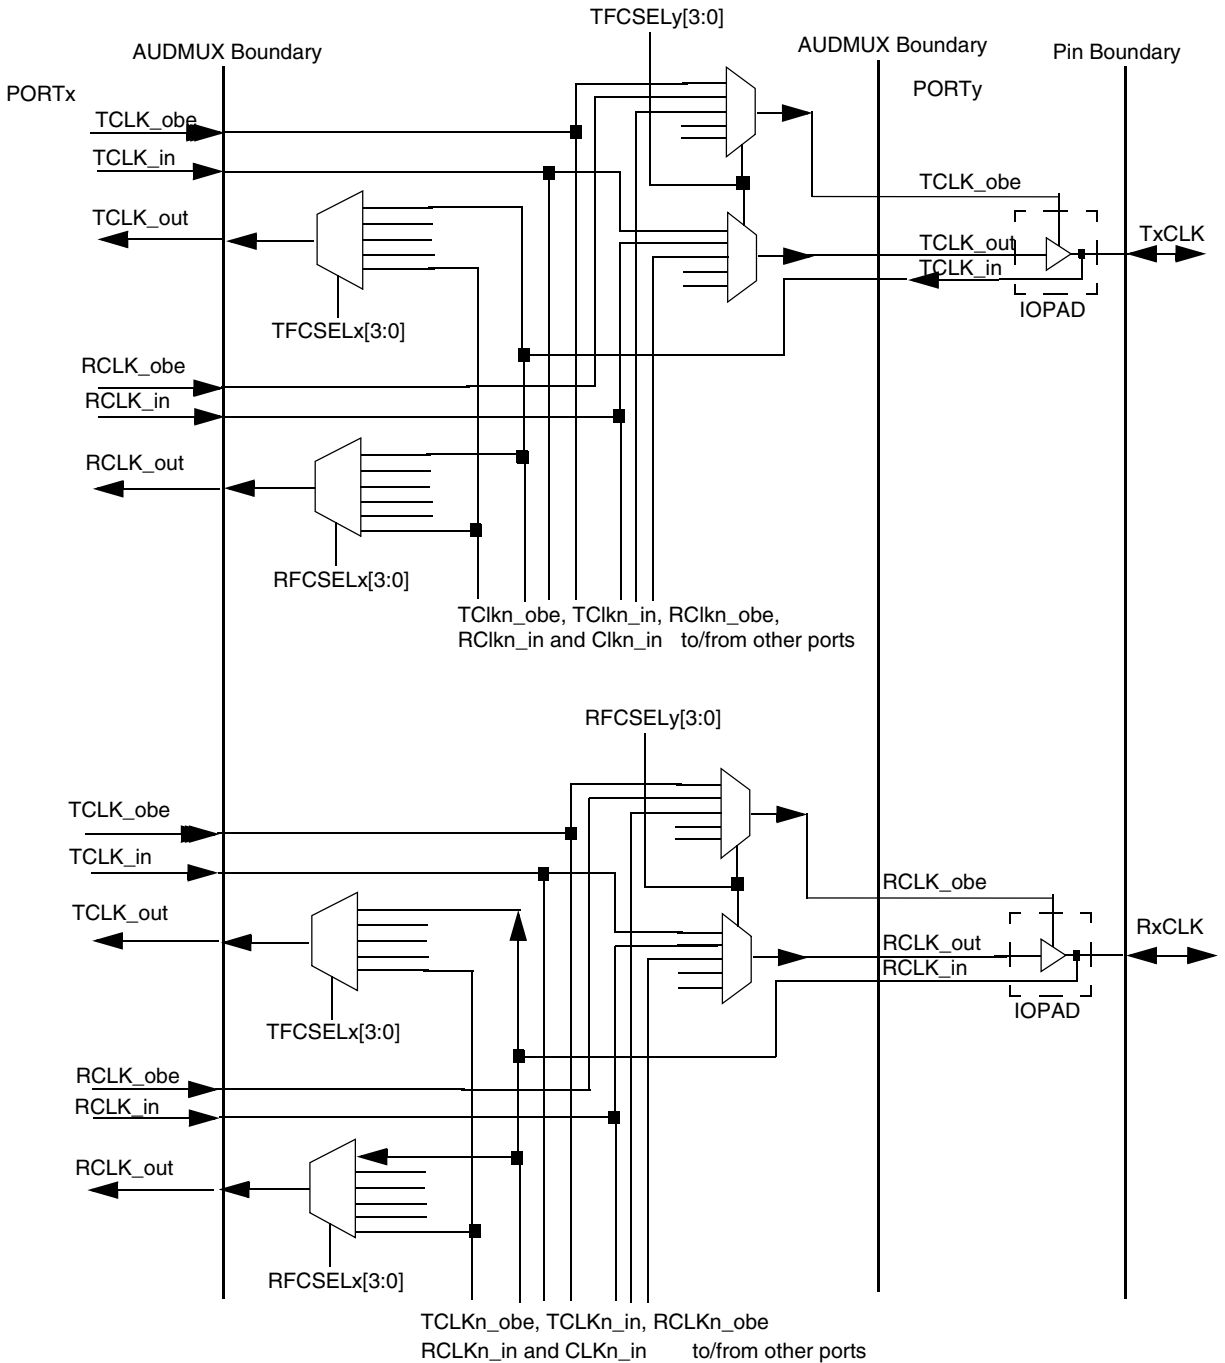 TFCSELy[3:0]
AUDMUX Boundary
AUDMUX Boundary
Pin Boundary
PORTx
PORTy
TCLK_obe
TCLK_in
TCLK_obe
TCLK_out
TCLK_out
TxCLK
TCLK_in
IOPAD
TFCSELx[3:0]
RCLK_obe
RCLK_in
RCLK_out
RFCSELx[3:0]
TClkn_obe, TClkn_in, RClkn_obe,
RClkn_in and Clkn_in to/from other ports
RFCSELy[3:0]
TCLK_obe
TCLK_in
RCLK_obe
TCLK_out
RxCLK
RCLK_out
RCLK_in
IOPAD
TFCSELx[3:0]
RCLK_obe
RCLK_in
RCLK_out
RFCSELx[3:0]
TCLKn_obe, TCLKn_in, RCLKn_obe
RCLKn_in and CLKn_in to/from other ports